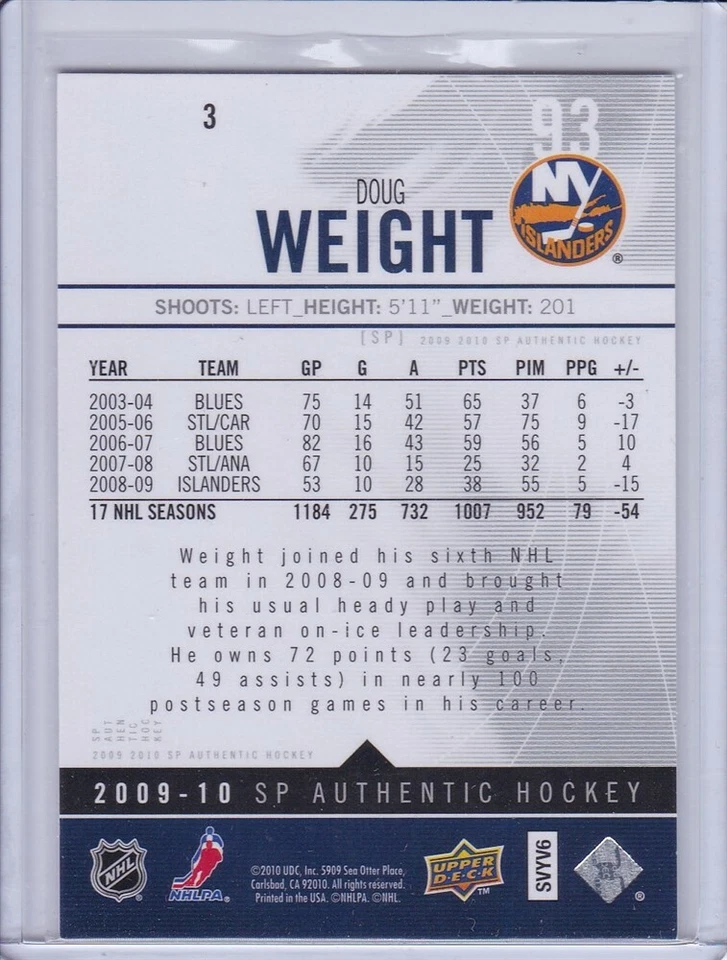 3
93
NY
ISLANDERS
®
DOUG
WEIGHT
SHOOTS: LEFT_HEIGHT: 5'11"_WEIGHT: 201
[SP] 2009 2010 SP AUTHENTIC HOCKEY
YEAR TEAM GP G A PTS PIM PPG +/-
2003-04 BLUES 75 14 51 65 37 6 -3
2005-06 STL/CAR 70 15 42 57 75 9 -17
2006-07 BLUES 82 16 43 59 56 5 10
2007-08 STL/ANA 67 10 15 25 32 2 4
2008-09 ISLANDERS 53 10 28 38 55 5 -15
17 NHL SEASONS 1184 275 732 1007 952 79 -54
Weight joined his sixth NHL
team in 2008-09 and brought
his usual heady play and
veteran on-ice leadership.
He owns 72 points (23 goals,
49 assists) in nearly 100
postseason games in his career.
SP
AUT
HEN
TIC
HOC
KEY
2009 2010 SP AUTHENTIC HOCKEY
2009-10 SP AUTHENTIC HOCKEY
NHL
NHLPA®
©2010 UDC, Inc. 5909 Sea Otter Place,
Carlsbad, CA 92010. All rights reserved.
Printed in the USA. ©NHLPA. ©NHL.
UPPER
D·E·C·K
TM
SVYV6
®